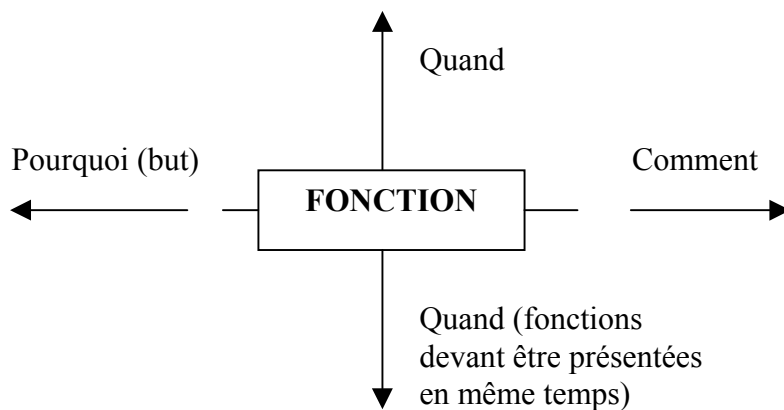 Quand
Pourquoi (but)
Comment
FONCTION
Quand (fonctions
devant être présentées
en même temps)